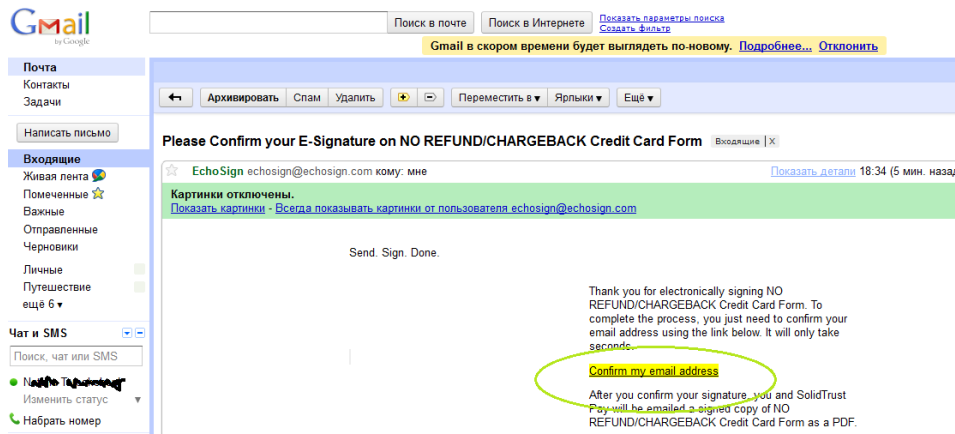 Gmail
by Google
Поиск в почте
Поиск в Интернете
Показать параметры поиска
Создать фильтр
Gmail в скором времени будет выглядеть по-новому. Подробнее... Отклонить
Почта
Контакты
Задачи
Написать письмо
Входящие
Живая лента
Помеченные
Важные
Отправленные
Черновики
Личные
Путешествие
ещё 6 ▾
Чат и SMS
Поиск, чат или SMS
Изменить статус ▼
Набрать номер
Архивировать Спам Удалить Переместить в ▾ Ярлыки ▾ Ещё ▾
Please Confirm your E-Signature on NO REFUND/CHARGEBACK Credit Card Form Входящие | X
EchoSign echosign@echosign.com кому: мне Показать детали 18:34 (5 мин. назад
Картинки отключены.
Показать картинки - Всегда показывать картинки от пользователя echosign@echosign.com
Send. Sign. Done.
Thank you for electronically signing NO
REFUND/CHARGEBACK Credit Card Form. To
complete the process, you just need to confirm your
email address using the link below. It will only take
seconds.
Confirm my email address
After you confirm your signature, you and SolidTrust
Pay will be emailed a signed copy of NO
REFUND/CHARGEBACK Credit Card Form as a PDF.